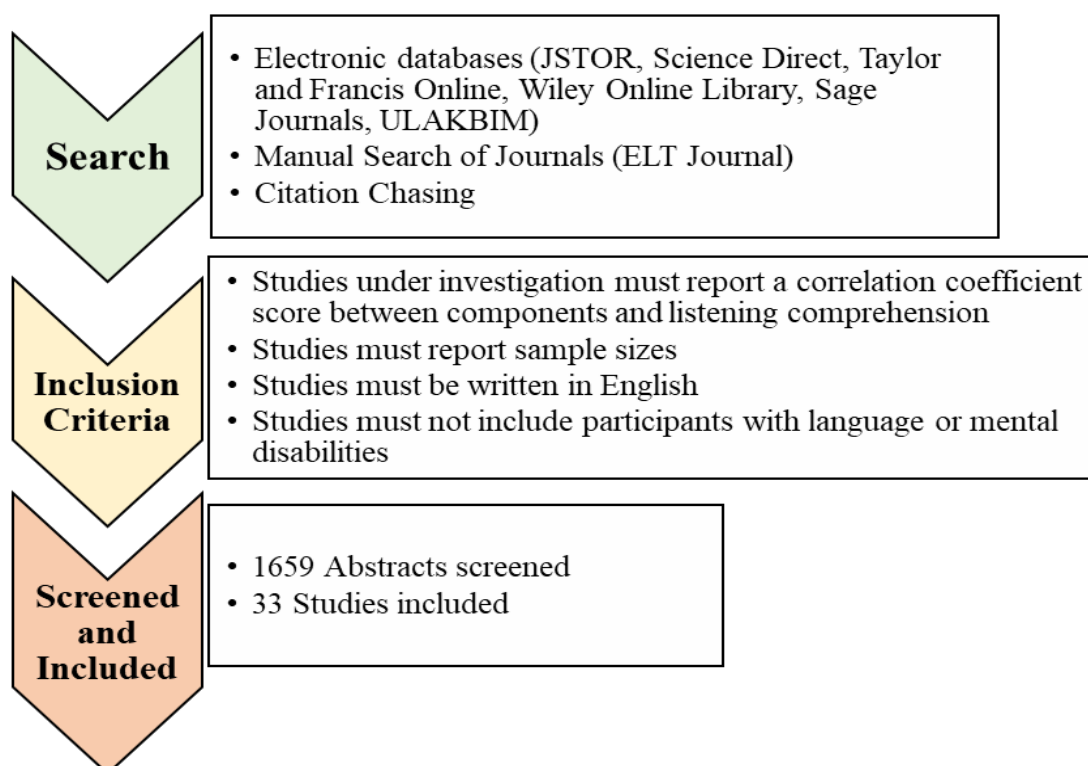 Search
• Electronic databases (JSTOR, Science Direct, Taylor
and Francis Online, Wiley Online Library, Sage
Journals, ULAKBIM)
• Manual Search of Journals (ELT Journal)
• Citation Chasing
Inclusion
Criteria
• Studies under investigation must report a correlation coefficient
score between components and listening comprehension
• Studies must report sample sizes
• Studies must be written in English
• Studies must not include participants with language or mental
disabilities
Screened
and
Included
• 1659 Abstracts screened
• 33 Studies included